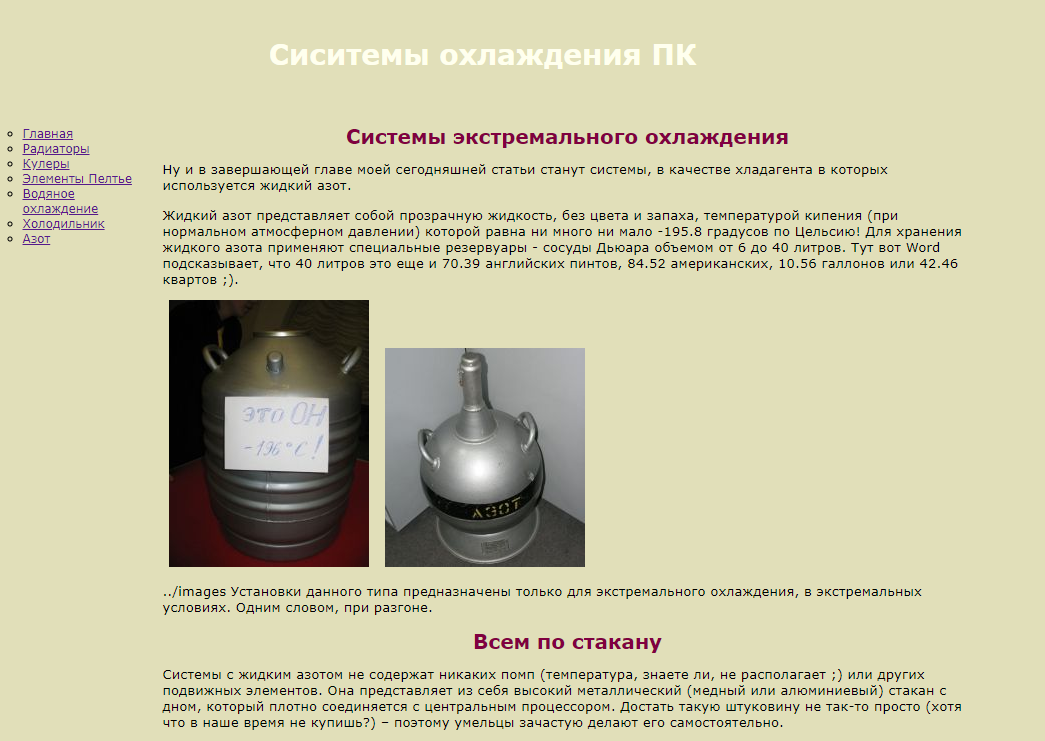 Сиситемы охлаждения ПК
Главная
Радиаторы
Кулеры
Элементы Пелтье
Водяное
охлаждение
Холодильник
Азот
Системы экстремального охлаждения
Ну и в завершающей главе моей сегодняшней статьи станут системы, в качестве хладагента в которых
используется жидкий азот.
Жидкий азот представляет собой прозрачную жидкость, без цвета и запаха, температурой кипения (при
нормальном атмосферном давлении) которой равна ни много ни мало -195.8 градусов по Цельсию! Для хранения
жидкого азота применяют специальные резервуары - сосуды Дьюара объемом от 6 до 40 литров. Тут вот Word
подсказывает, что 40 литров это еще и 70.39 английских пинтов, 84.52 американских, 10.56 галлонов или 42.46
квартов ;).
это ОН
-196°С!
АЗОТ
../images Установки данного типа предназначены только для экстремального охлаждения, в экстремальных
условиях. Одним словом, при разгоне.
Всем по стакану
Системы с жидким азотом не содержат никаких помп (температура, знаете ли, не располагает ;) или других
подвижных элементов. Она представляет из себя высокий металлический (медный или алюминиевый) стакан с
дном, который плотно соединяется с центральным процессором. Достать такую штуковину не так-то просто (хотя
что в наше время не купишь?) – поэтому умельцы зачастую делают его самостоятельно.